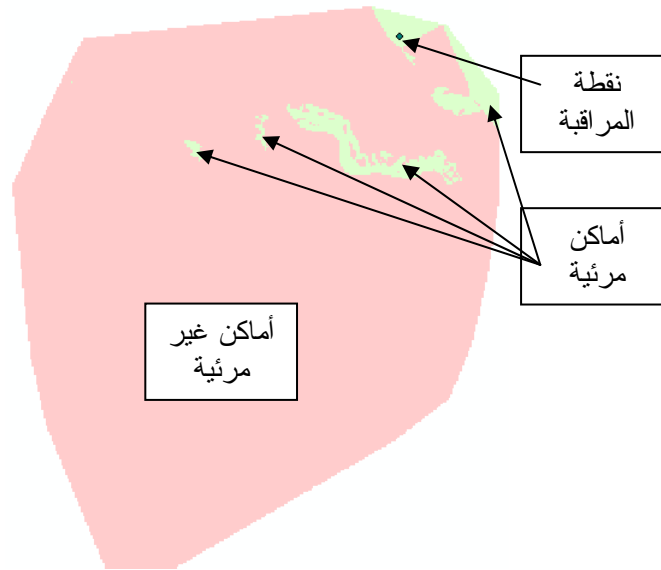 نقطة
المراقبة
أماكن
مرئية
أماكن غير
مرئية